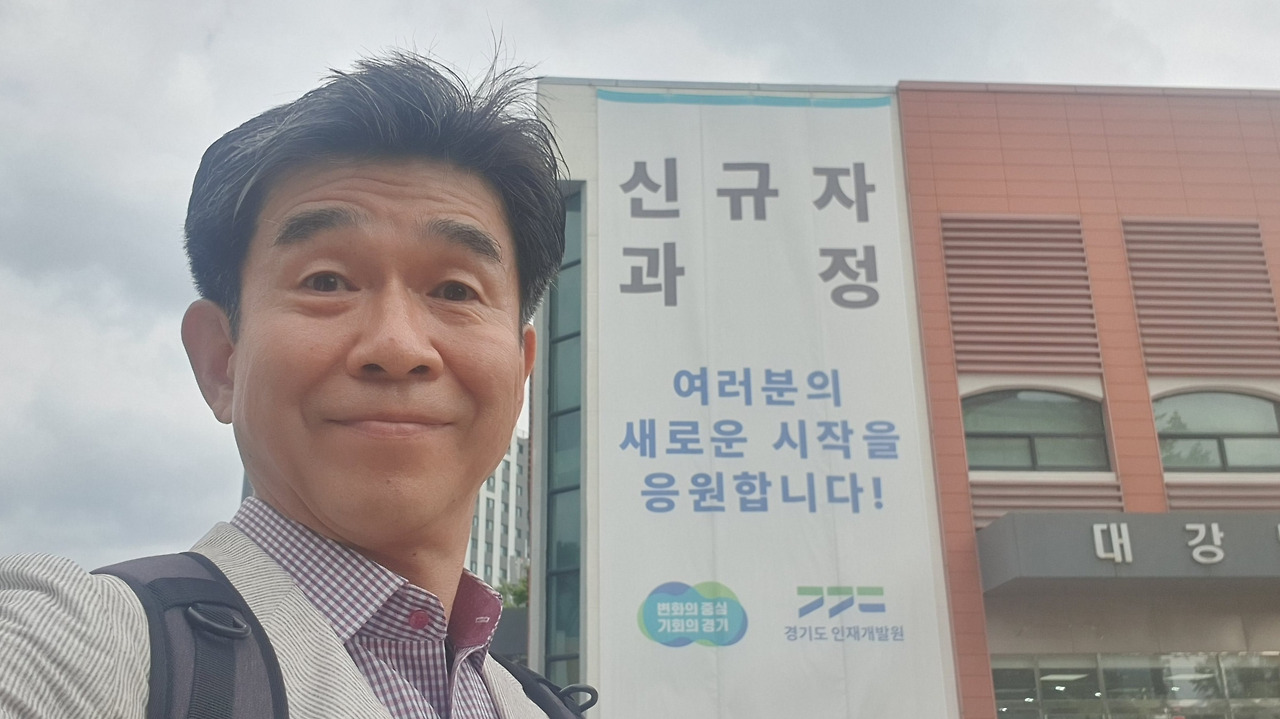 신규자
과정
여러분의
새로운 시작을
응원합니다!
변화의 중심
기회의 경기
경기도 인재개발원
대강